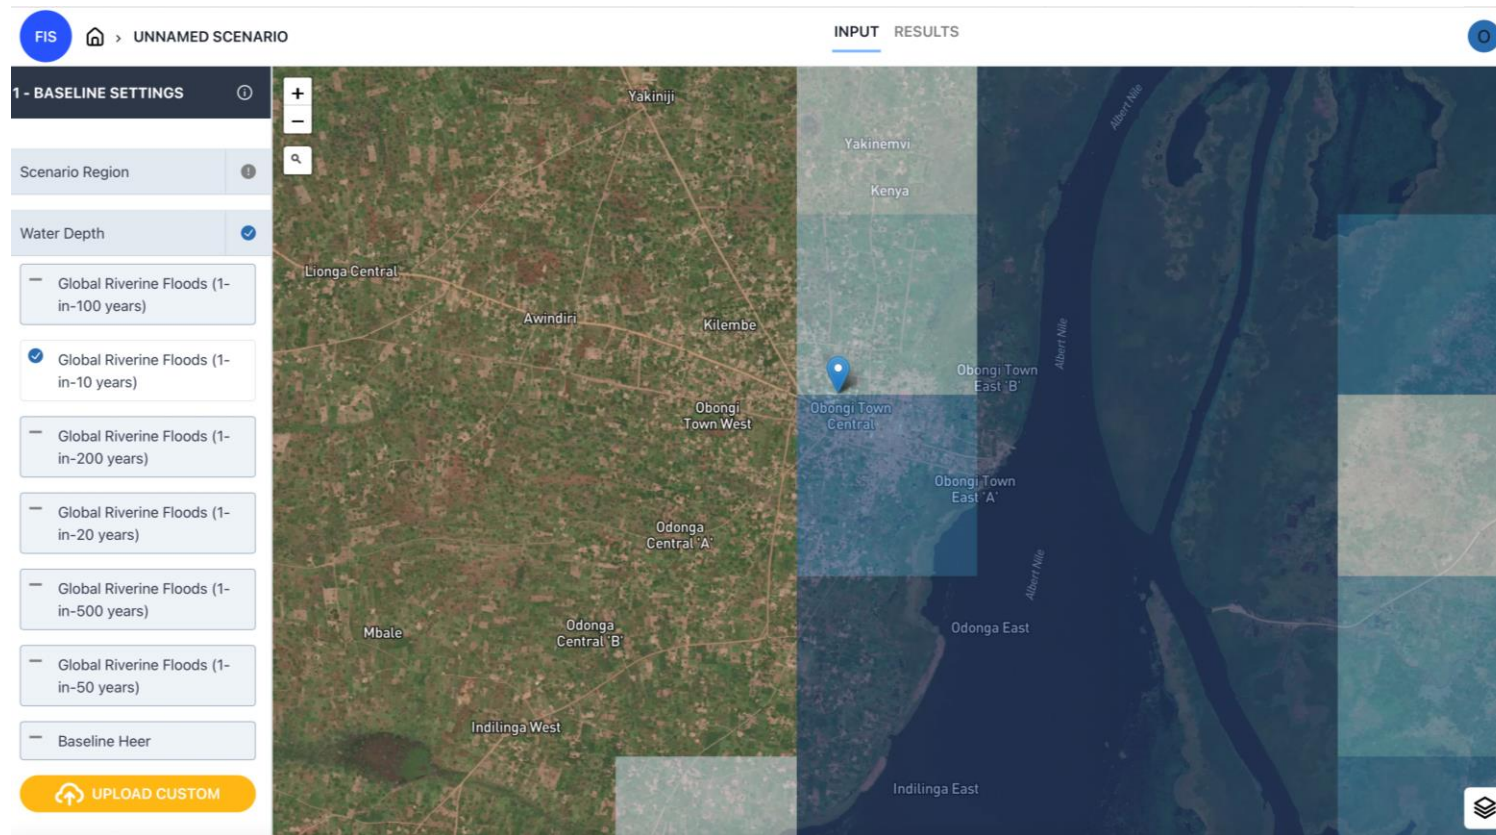 FIS
› UNNAMED SCENARIO
INPUT RESULTS
O
1 - BASELINE SETTINGS
Scenario Region
Water Depth
Global Riverine Floods (1-
in-100 years)
Global Riverine Floods (1-
in-10 years)
Global Riverine Floods (1-
in-200 years)
Global Riverine Floods (1-
in-20 years)
Global Riverine Floods (1-
in-500 years)
Global Riverine Floods (1-
in-50 years)
Baseline Heer
UPLOAD CUSTOM
+
−
Yakiniji
Albert Nile
Yakinemvi
Kenya
Lionga Central
Awindiri
Kilembe
Albert Nile
Obongi Town
East 'B'
Obongi
Town West
Obongi Town
Central
Obongi Town
East 'A'
Odonga
Central 'A'
Albert Nile
Mbale
Odonga
Central 'B'
Odonga East
Indilinga West
Indilinga East